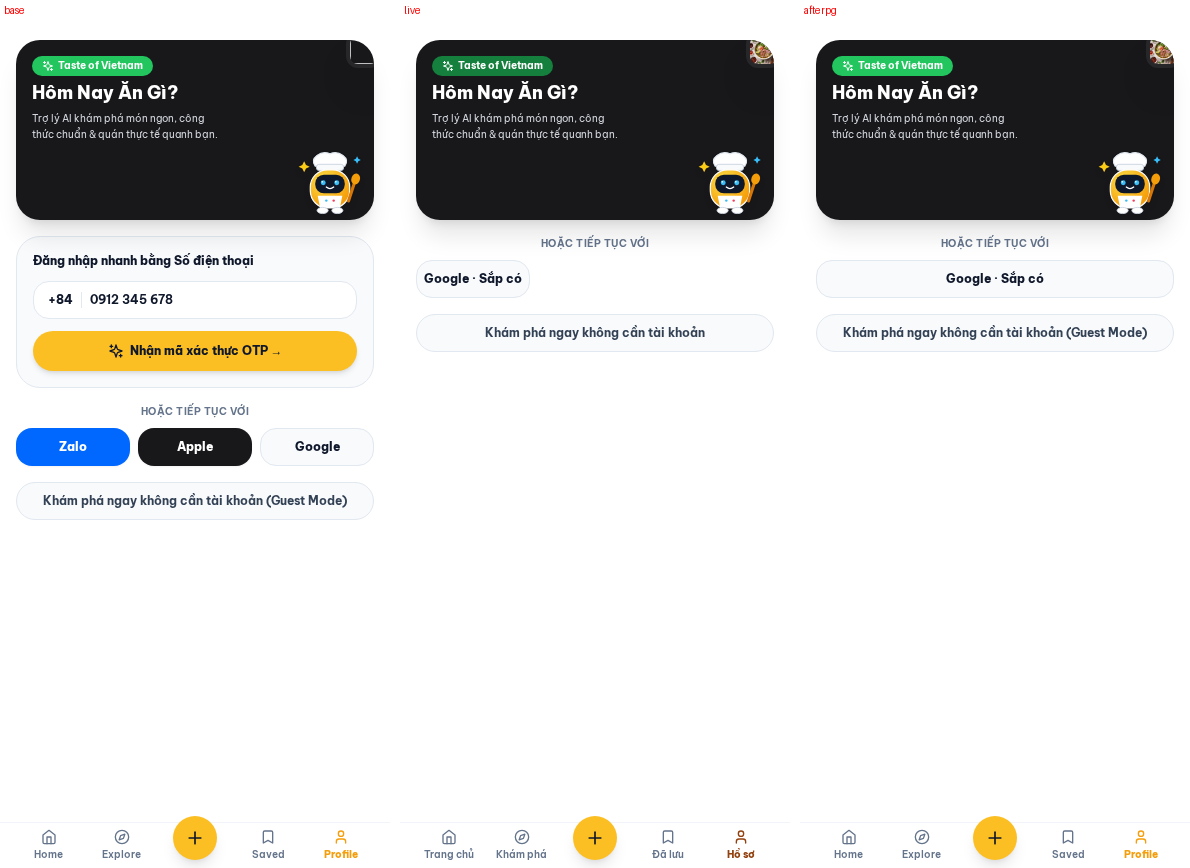 base
Taste of Vietnam
Hôm Nay Ăn Gì?
Trợ lý AI khám phá món ngon, công
thức chuẩn & quán thực tế quanh bạn.
Đăng nhập nhanh bằng Số điện thoại
+84 0912 345 678
Nhận mã xác thực OTP →
HOẶC TIẾP TỤC VỚI
Zalo Apple Google
Khám phá ngay không cần tài khoản (Guest Mode)
Home Explore + Saved Profile
live
Taste of Vietnam
Hôm Nay Ăn Gì?
Trợ lý AI khám phá món ngon, công
thức chuẩn & quán thực tế quanh bạn.
HOẶC TIẾP TỤC VỚI
Google · Sắp có
Khám phá ngay không cần tài khoản
Trang chủ Khám phá + Đã lưu Hồ sơ
afterpg
Taste of Vietnam
Hôm Nay Ăn Gì?
Trợ lý AI khám phá món ngon, công
thức chuẩn & quán thực tế quanh bạn.
HOẶC TIẾP TỤC VỚI
Google · Sắp có
Khám phá ngay không cần tài khoản (Guest Mode)
Home Explore + Saved Profile